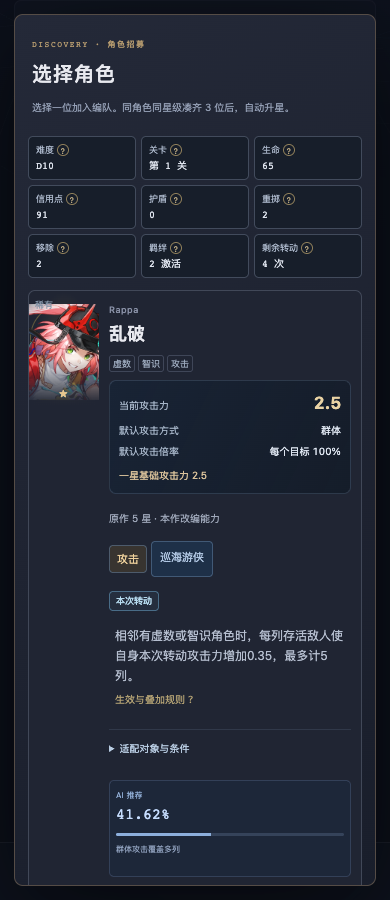 DISCOVERY · 角色招募
选择角色
选择一位加入编队。同角色同星级凑齐 3 位后，自动升星。
难度 ?
D10
关卡 ?
第 1 关
生命 ?
65
信用点 ?
91
护盾 ?
0
重掷 ?
2
移除 ?
2
羁绊 ?
2 激活
剩余转动 ?
4 次
Rappa
乱破
虚数 智识 攻击
当前攻击力 2.5
默认攻击方式 群体
默认攻击倍率 每个目标 100%
一星基础攻击力 2.5
原作 5 星 · 本作改编能力
攻击 巡海游侠
本次转动
相邻有虚数或智识角色时，每列存活敌人使
自身本次转动攻击力增加0.35，最多计5
列。
生效与叠加规则 ?
▶ 适配对象与条件
AI 推荐
41.62%
群体攻击覆盖多列